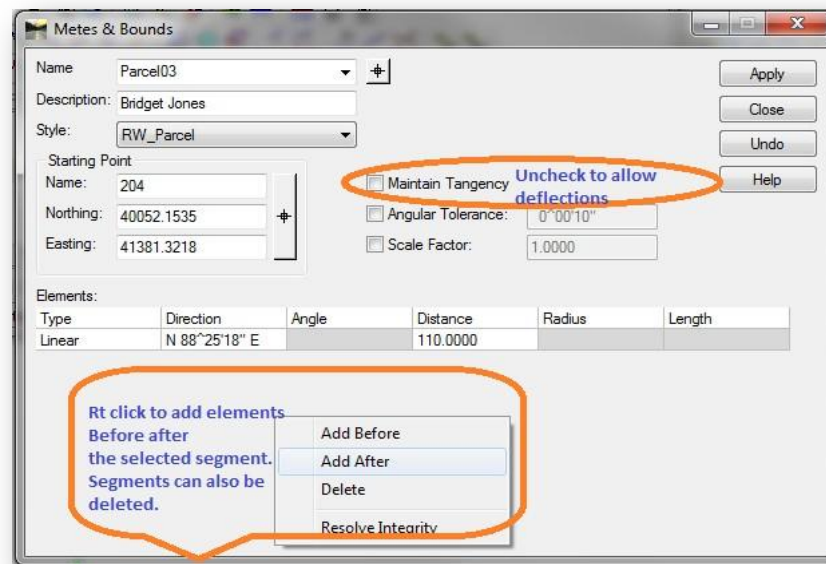 Metes & Bounds
Name
Parcel03
Apply
Description:
Bridget Jones
Close
Style:
RW_Parcel
Undo
Starting Point
Help
Name:
204
Maintain Tangency
Uncheck to allow
deflections
Northing:
40052.1535
Angular Tolerance:
0^00'10"
Easting:
41381.3218
Scale Factor:
1.0000
Elements:
Type Direction Angle Distance Radius Length
Linear N 88^25'18" E 110.0000
Rt click to add elements
Before after
the selected segment.
Segments can also be
deleted.
Add Before
Add After
Delete
Resolve Integrity